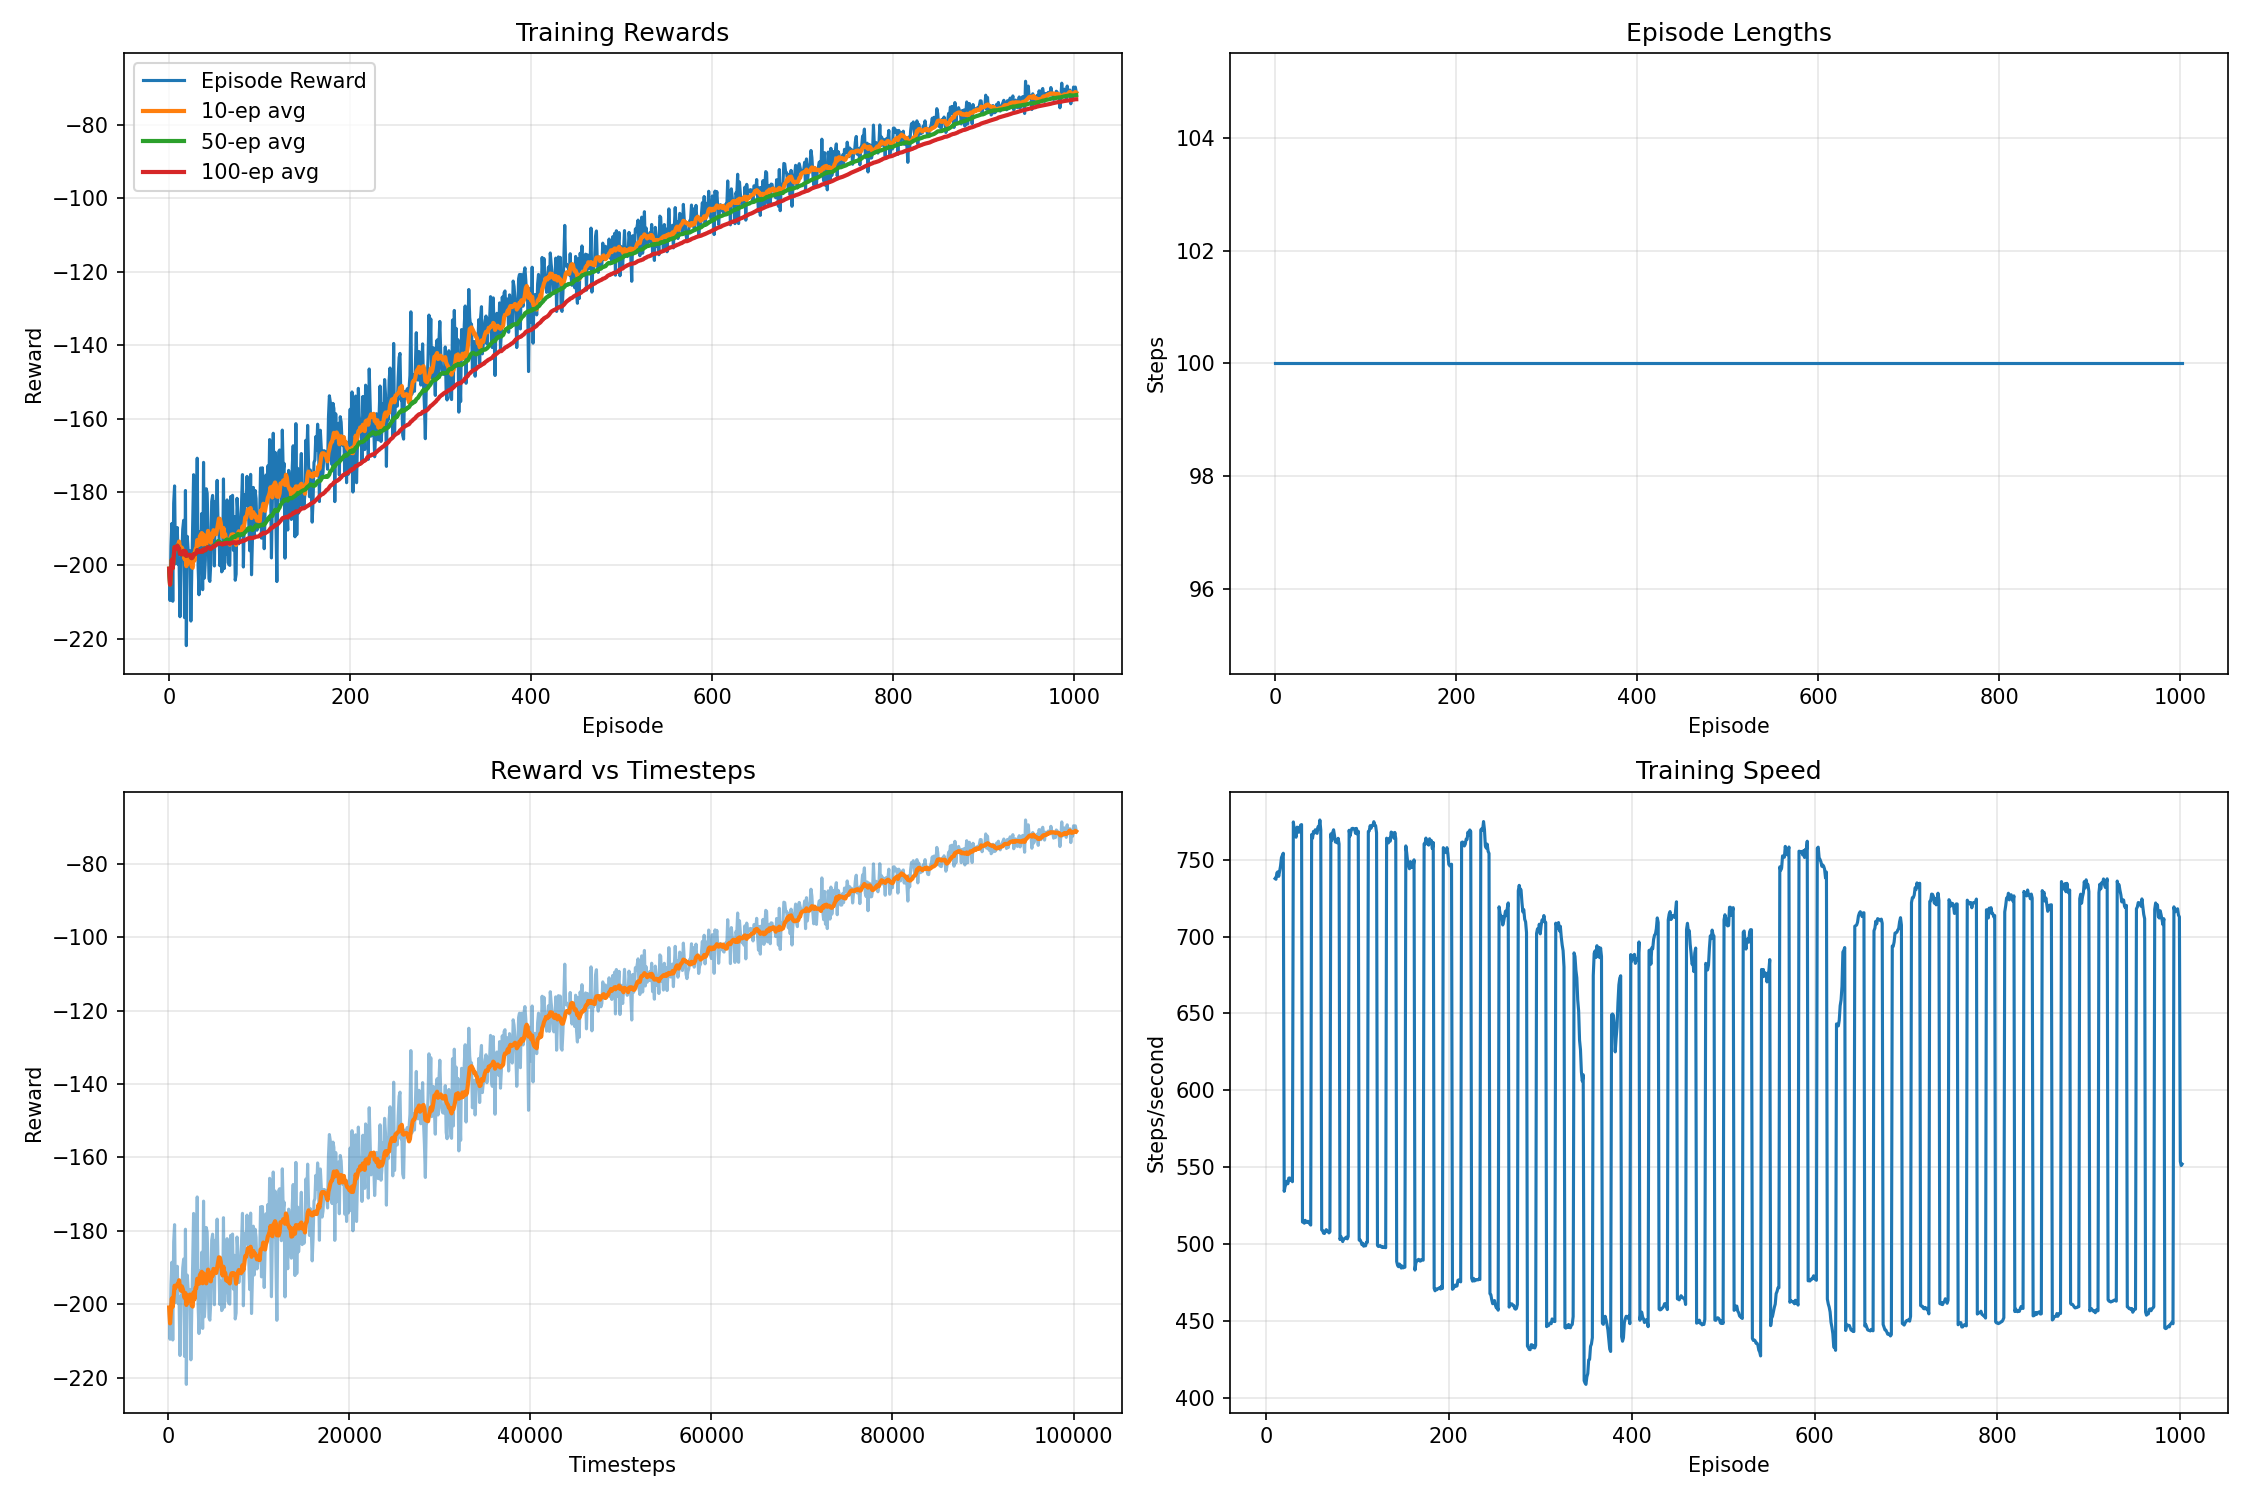 Training Rewards
Episode Reward
10-ep avg
50-ep avg
100-ep avg
−80
−100
−120
−140
−160
−180
−200
−220
Reward
0 200 400 600 800 1000
Episode
Episode Lengths
104
102
100
98
96
Steps
0 200 400 600 800 1000
Episode
Reward vs Timesteps
−80
−100
−120
−140
−160
−180
−200
−220
Reward
0 20000 40000 60000 80000 100000
Timesteps
Training Speed
750
700
650
600
550
500
450
400
Steps/second
0 200 400 600 800 1000
Episode